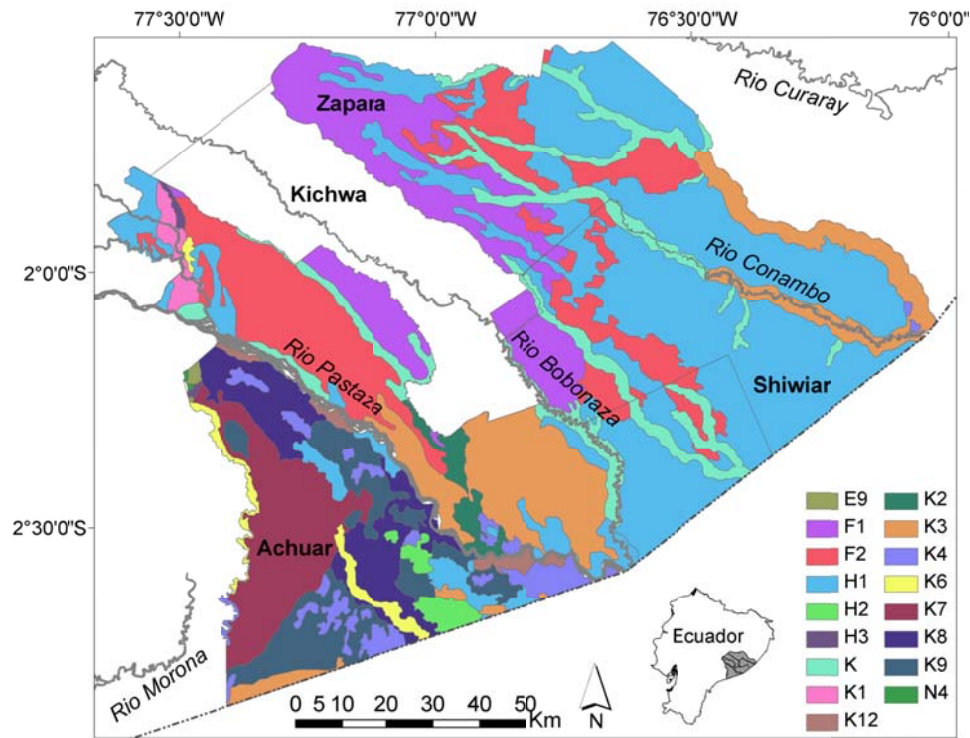 77°30'0"W 77°0'0"W 76°30'0"W 76°0'0"
Rio Curaray
Zapara
Kichwa
2°0'0"S
Rio Conambo
Rio Pastaza
Rio Bobonaza
Shiwiar
2°30'0"S
Achuar
Rio Morona
E9
F1
F2
H1
H2
H3
K
K1
K12
K2
K3
K4
K6
K7
K8
K9
N4
Ecuador
N
0 5 10 20 30 40 50
Km